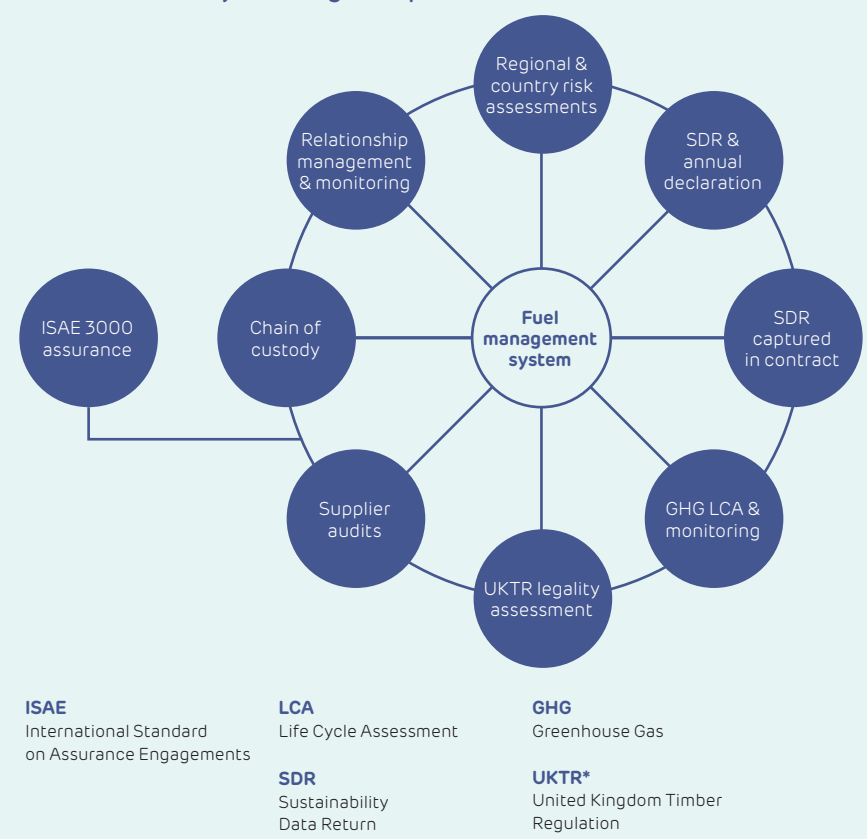 Regional &
country risk
assessments
SDR &
annual
declaration
SDR
captured
in contract
GHG LCA &
monitoring
UKTR legality
assessment
Supplier
audits
Chain of
custody
Relationship
management
& monitoring
Fuel
management
system
ISAE 3000
assurance
ISAE
International Standard
on Assurance Engagements
LCA
Life Cycle Assessment
SDR
Sustainability
Data Return
GHG
Greenhouse Gas
UKTR*
United Kingdom Timber
Regulation